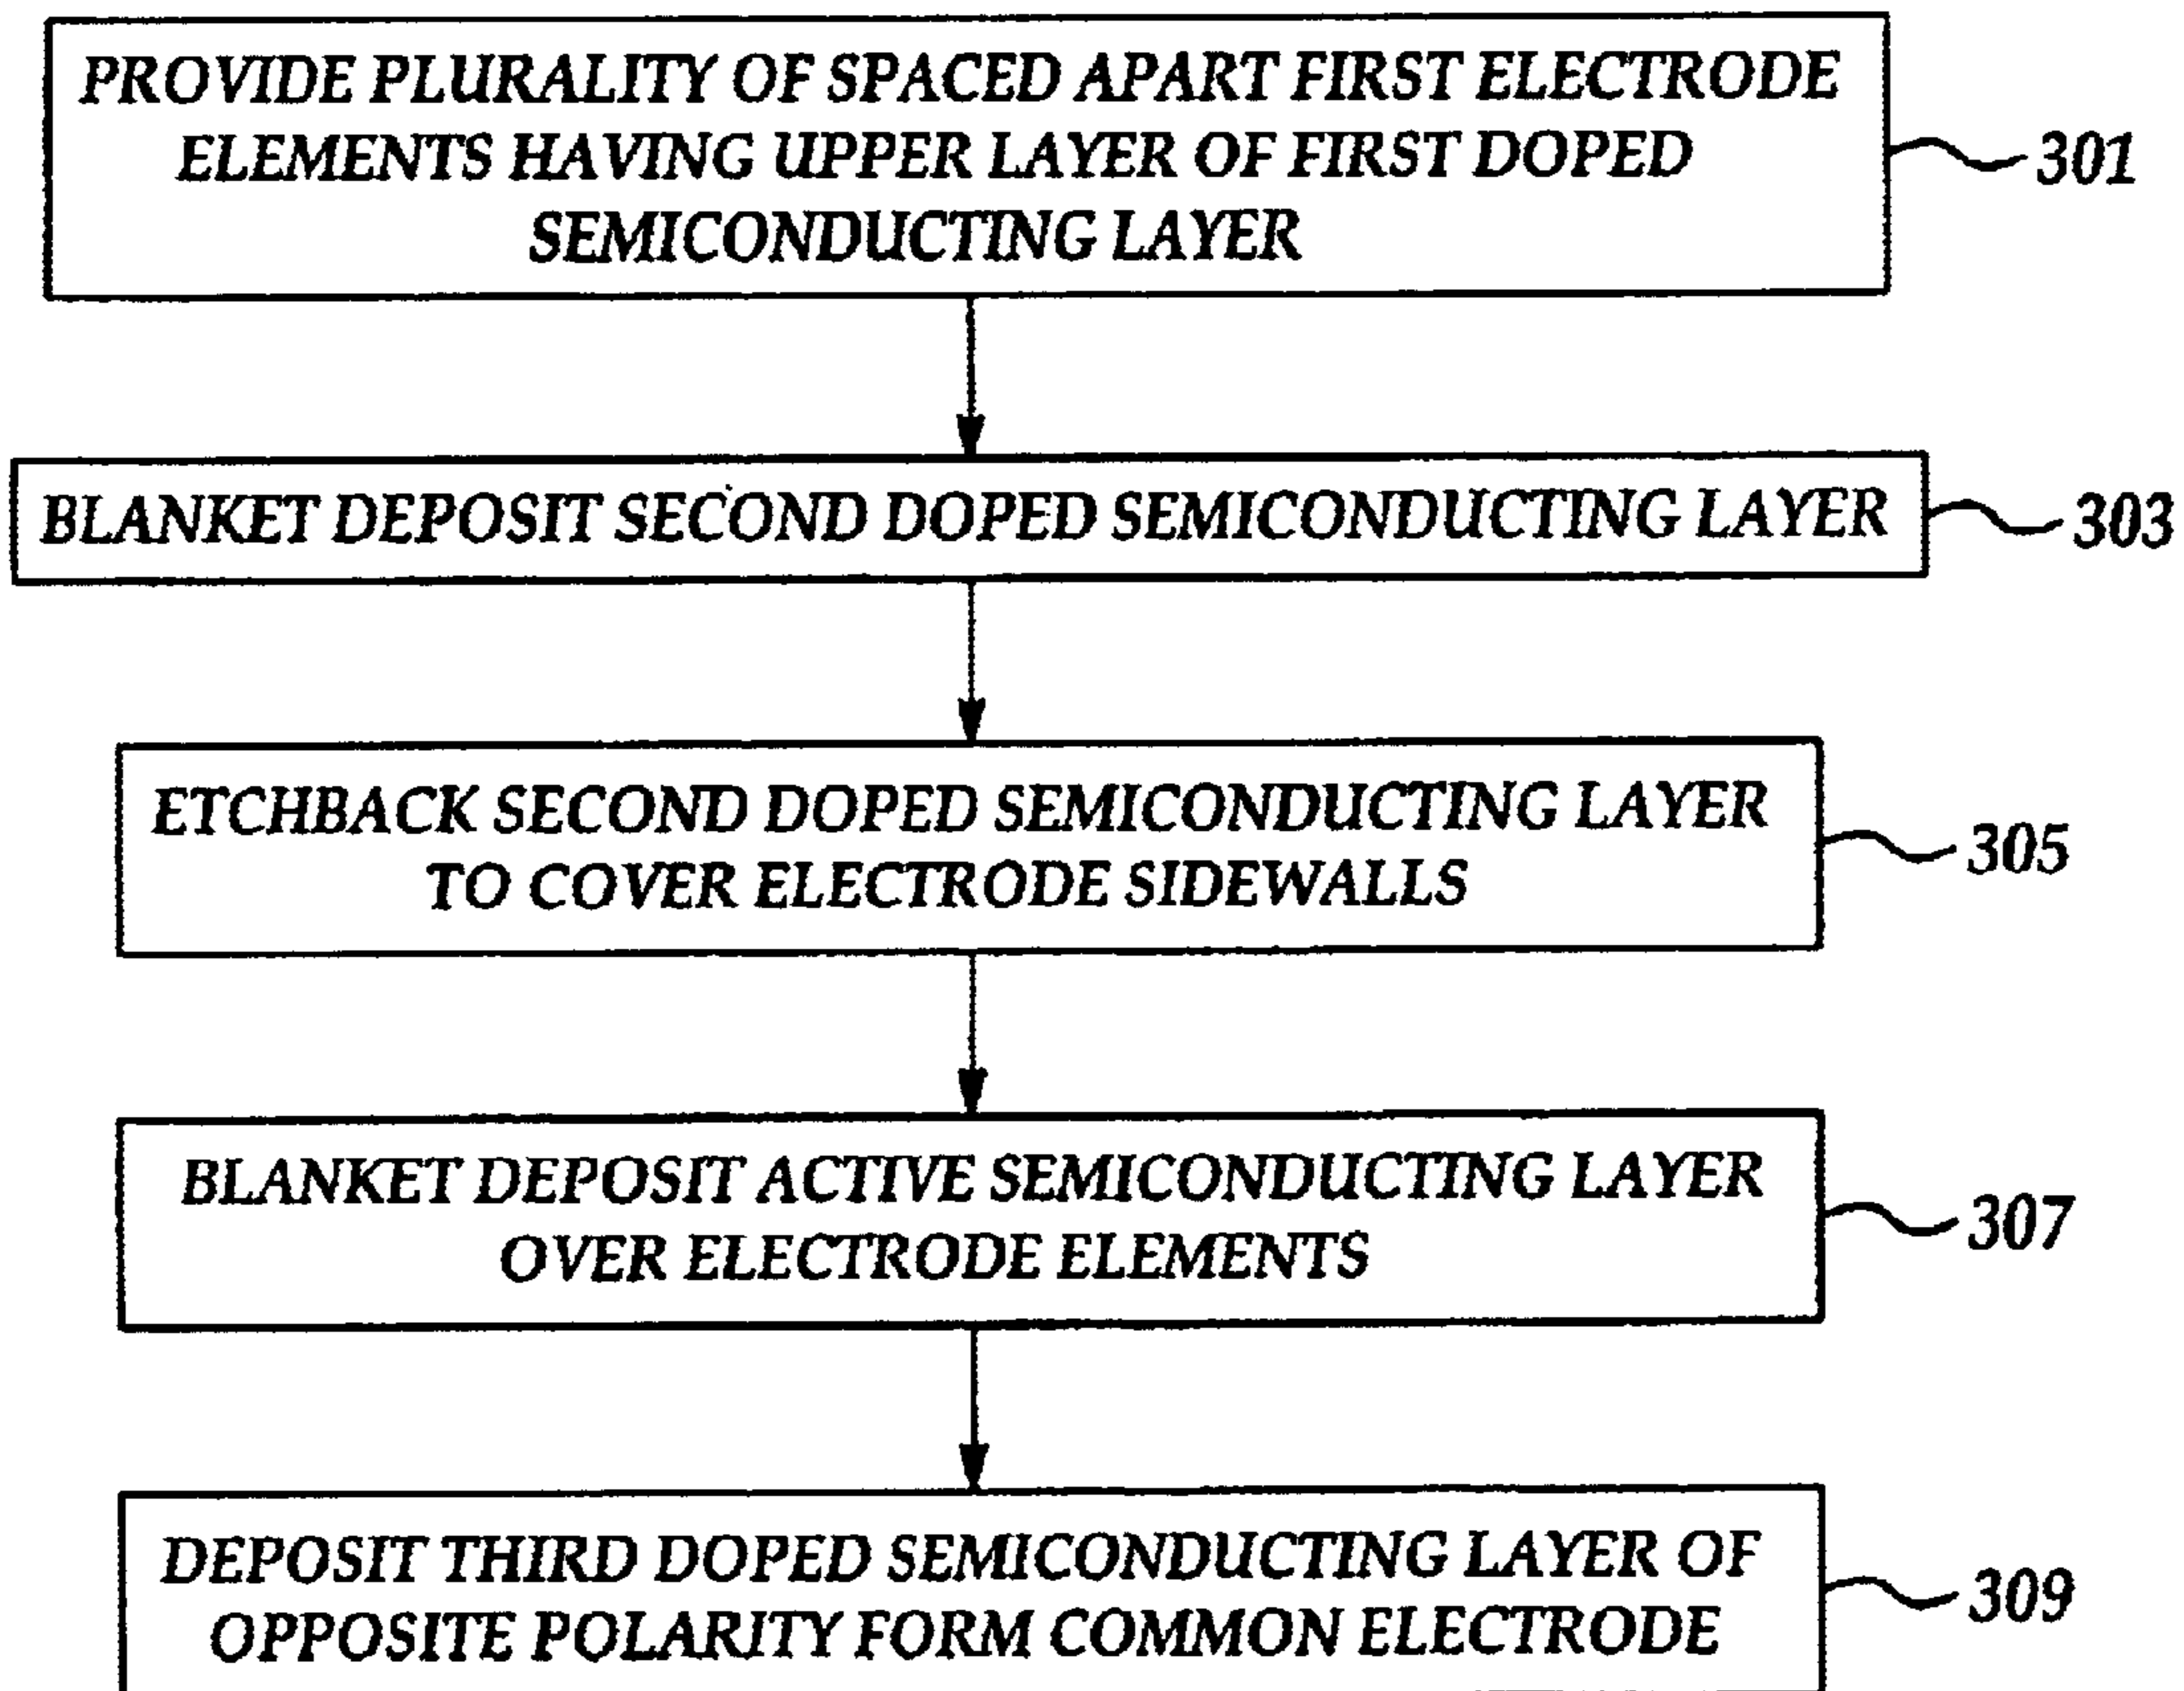 PROVIDE PLURALITY OF SPACED APART FIRST ELECTRODE
ELEMENTS HAVING UPPER LAYER OF FIRST DOPED
SEMICONDUCTING LAYER
301
BLANKET DEPOSIT SECOND DOPED SEMICONDUCTING LAYER
303
ETCHBACK SECOND DOPED SEMICONDUCTING LAYER
TO COVER ELECTRODE SIDEWALLS
305
BLANKET DEPOSIT ACTIVE SEMICONDUCTING LAYER
OVER ELECTRODE ELEMENTS
307
DEPOSIT THIRD DOPED SEMICONDUCTING LAYER OF
OPPOSITE POLARITY FORM COMMON ELECTRODE
309